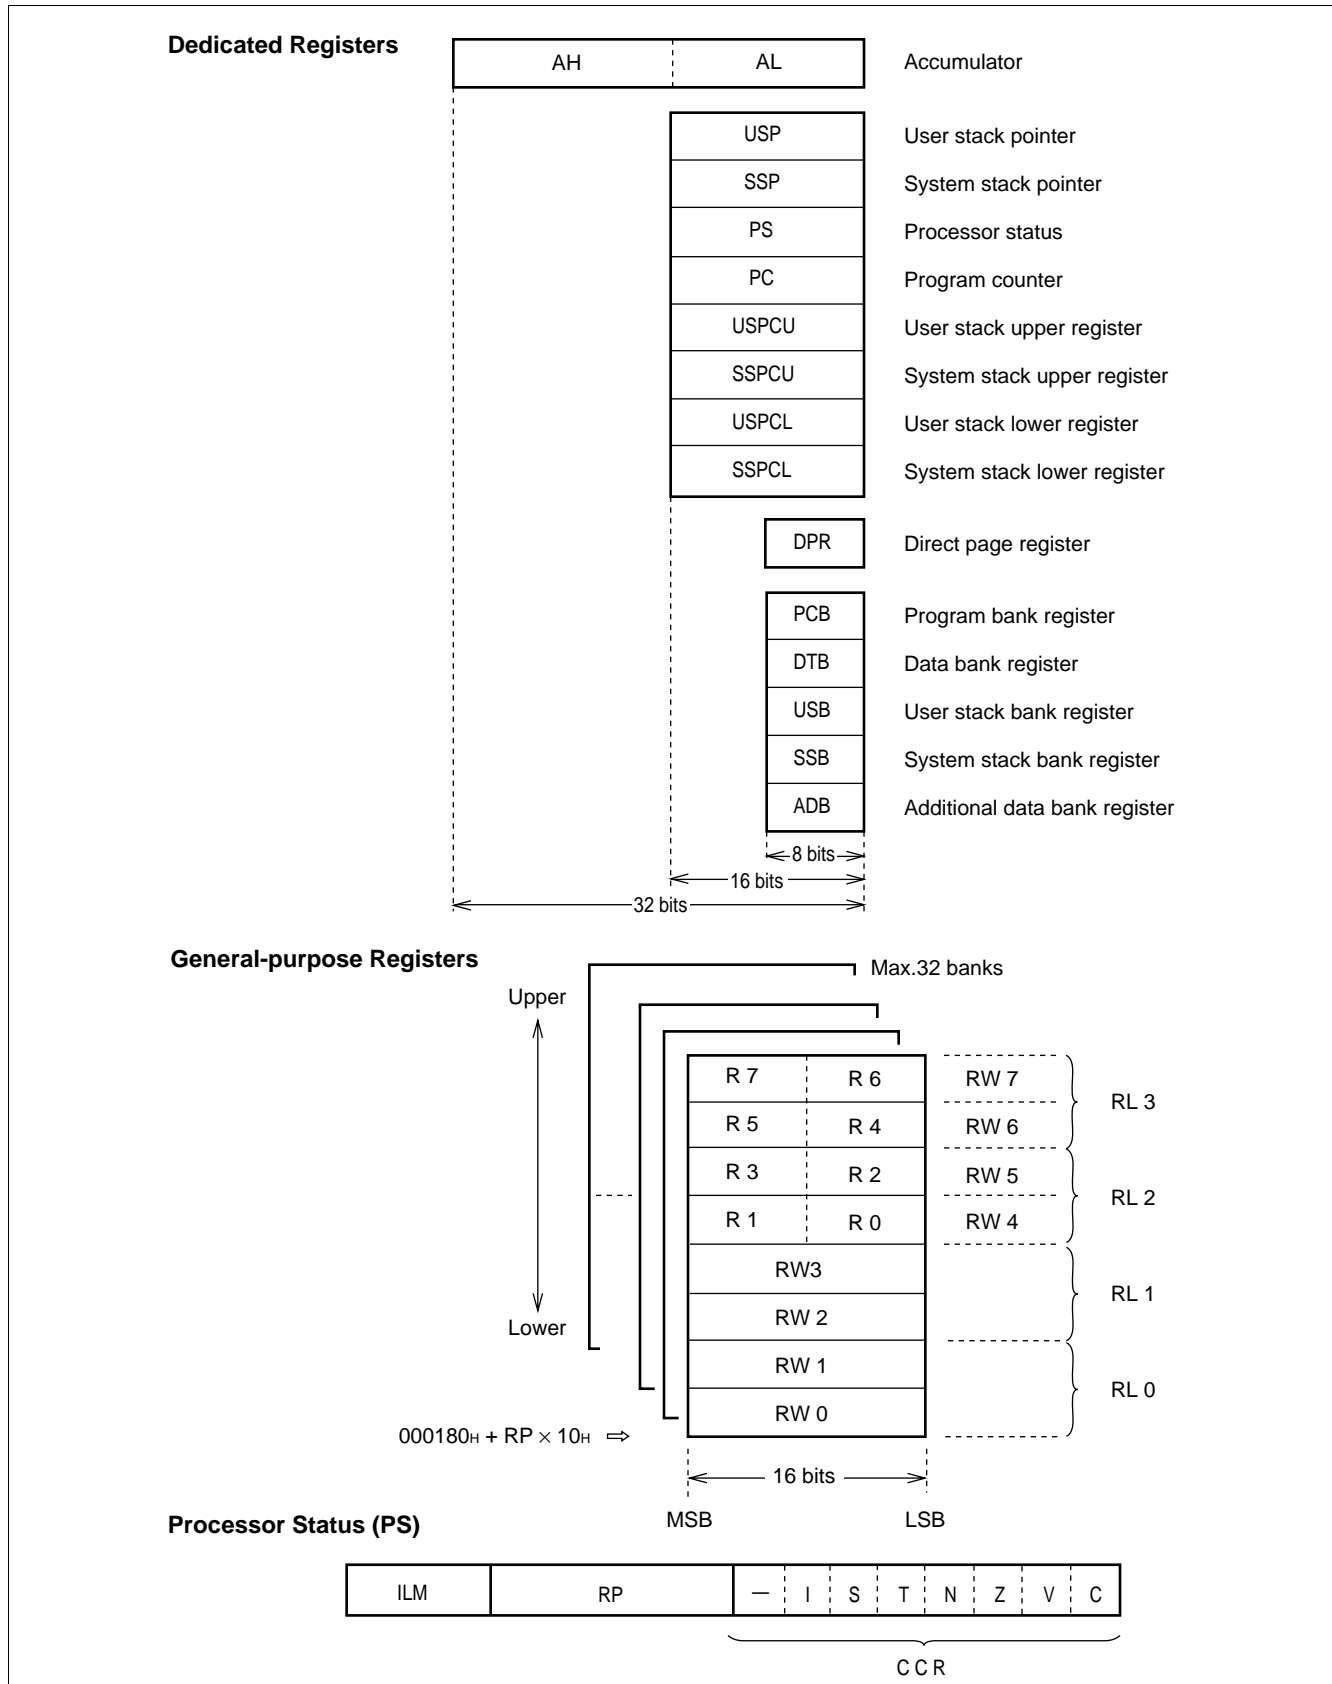 Dedicated Registers
AH AL Accumulator
USP User stack pointer
SSP System stack pointer
PS Processor status
PC Program counter
USPCU User stack upper register
SSPCU System stack upper register
USPCL User stack lower register
SSPCL System stack lower register
DPR Direct page register
PCB Program bank register
DTB Data bank register
USB User stack bank register
SSB System stack bank register
ADB Additional data bank register
8 bits
16 bits
32 bits
General-purpose Registers
Max.32 banks
Upper
R 7 R 6 RW 7
RL 3
R 5 R 4 RW 6
R 3 R 2 RW 5
RL 2
R 1 R 0 RW 4
RW3
RL 1
RW 2
Lower
RW 1
RL 0
RW 0
000180H + RP × 10H ⇨
16 bits
MSB LSB
Processor Status (PS)
ILM RP — I S T N Z V C
C C R